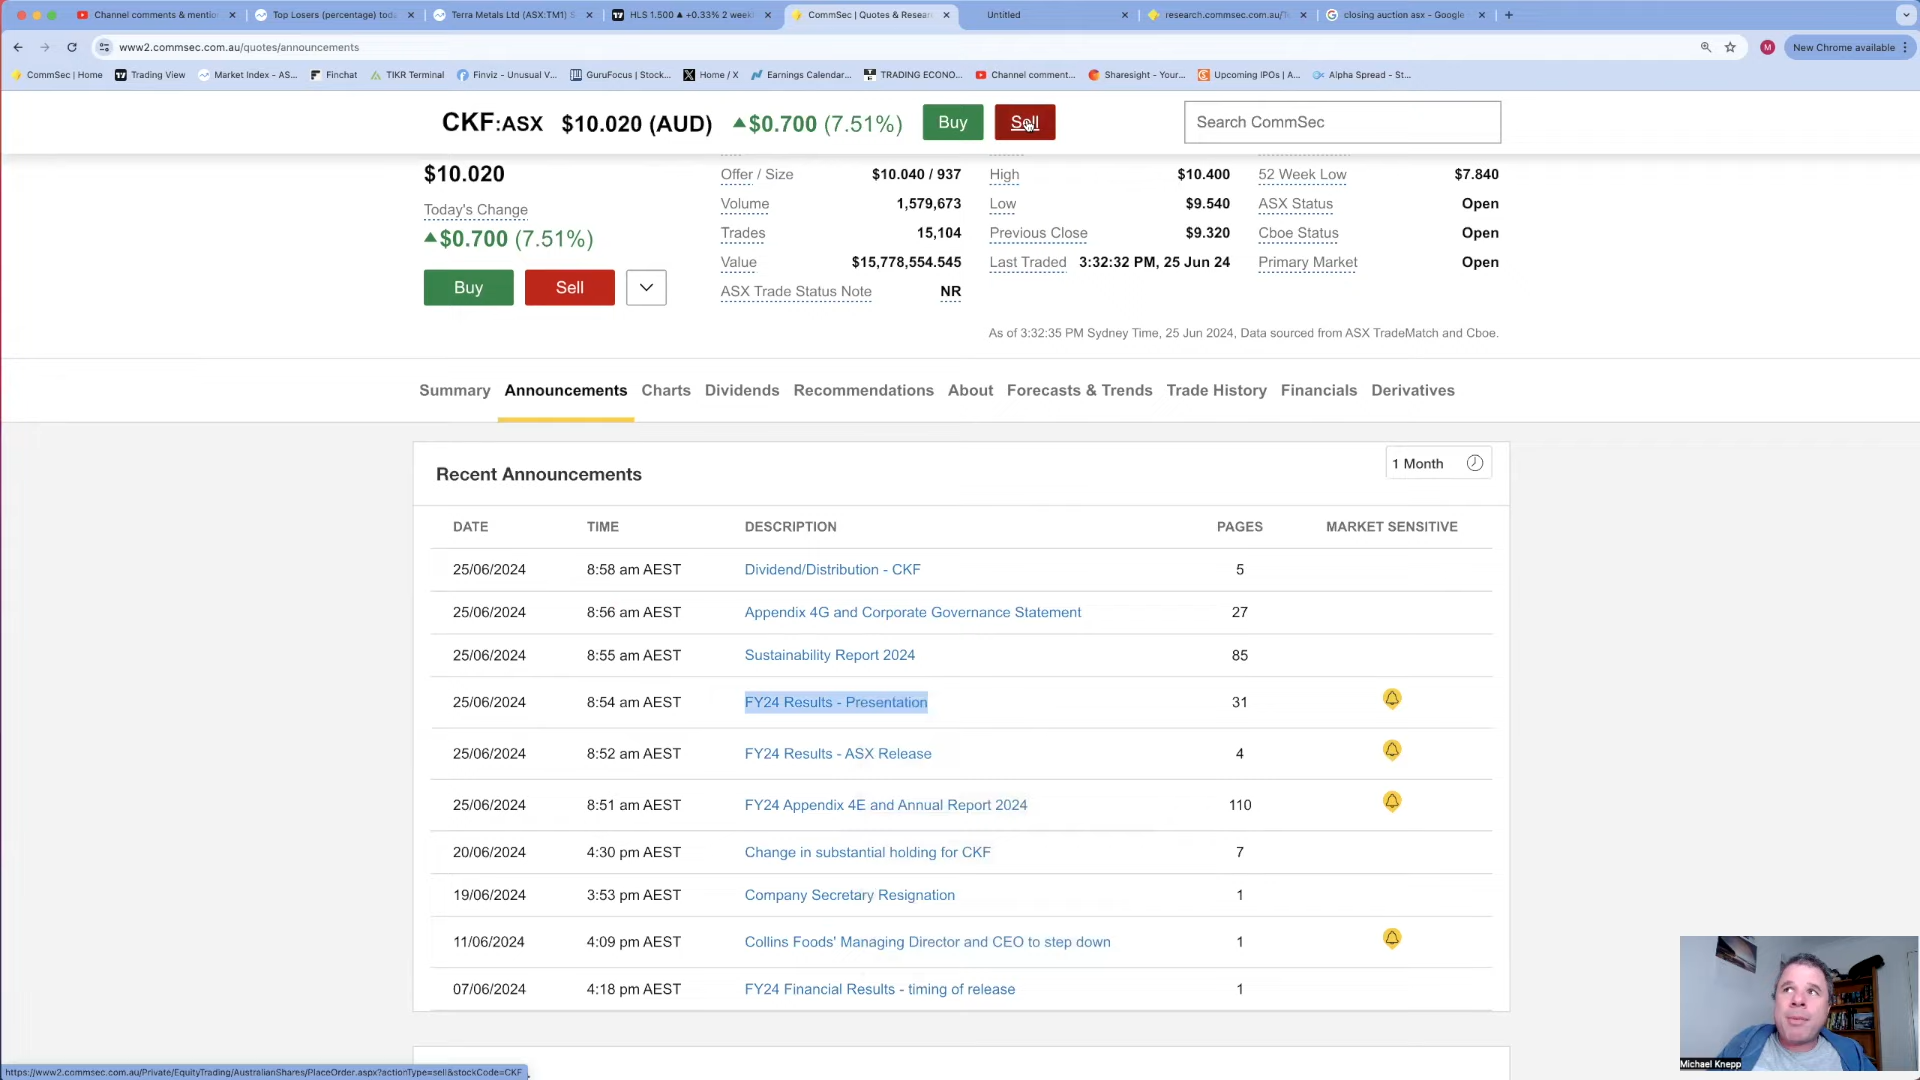 Channel comments & mentio
Top Losers (percentage) toda
Terra Metals Ltd (ASX:TM1) S
HLS 1.500 ▲ +0.33% 2 week
CommSec | Quotes & Resear
Untitled
research.commsec.com.au/
closing auction asx - Google
www2.commsec.com.au/quotes/announcements
M
New Chrome available
CommSec | Home
Trading View
Market Index - AS...
Finchat
TIKR Terminal
Finviz - Unusual V...
GuruFocus | Stock...
Home / X
Earnings Calendar...
TRADING ECONO...
Channel comment...
Sharesight - Your...
Upcoming IPOs | A...
Alpha Spread - St...
CKF:ASX $10.020 (AUD) ▲$0.700 (7.51%) Buy Sell Search CommSec
$10.020
Today's Change
▲$0.700 (7.51%)
Buy Sell
Offer / Size $10.040 / 937
Volume 1,579,673
Trades 15,104
Value $15,778,554.545
ASX Trade Status Note NR
High $10.400
Low $9.540
Previous Close $9.320
Last Traded 3:32:32 PM, 25 Jun 24
52 Week Low $7.840
ASX Status Open
Cboe Status Open
Primary Market Open
As of 3:32:35 PM Sydney Time, 25 Jun 2024, Data sourced from ASX TradeMatch and Cboe.
Summary Announcements Charts Dividends Recommendations About Forecasts & Trends Trade History Financials Derivatives
Recent Announcements 1 Month
DATE TIME DESCRIPTION PAGES MARKET SENSITIVE
25/06/2024 8:58 am AEST Dividend/Distribution - CKF 5
25/06/2024 8:56 am AEST Appendix 4G and Corporate Governance Statement 27
25/06/2024 8:55 am AEST Sustainability Report 2024 85
25/06/2024 8:54 am AEST FY24 Results - Presentation 31
25/06/2024 8:52 am AEST FY24 Results - ASX Release 4
25/06/2024 8:51 am AEST FY24 Appendix 4E and Annual Report 2024 110
20/06/2024 4:30 pm AEST Change in substantial holding for CKF 7
19/06/2024 3:53 pm AEST Company Secretary Resignation 1
11/06/2024 4:09 pm AEST Collins Foods' Managing Director and CEO to step down 1
07/06/2024 4:18 pm AEST FY24 Financial Results - timing of release 1
Michael Knepp
https://www2.commsec.com.au/Private/EquityTrading/AustralianShares/PlaceOrder.aspx?actionType=sell&stockCode=CKF